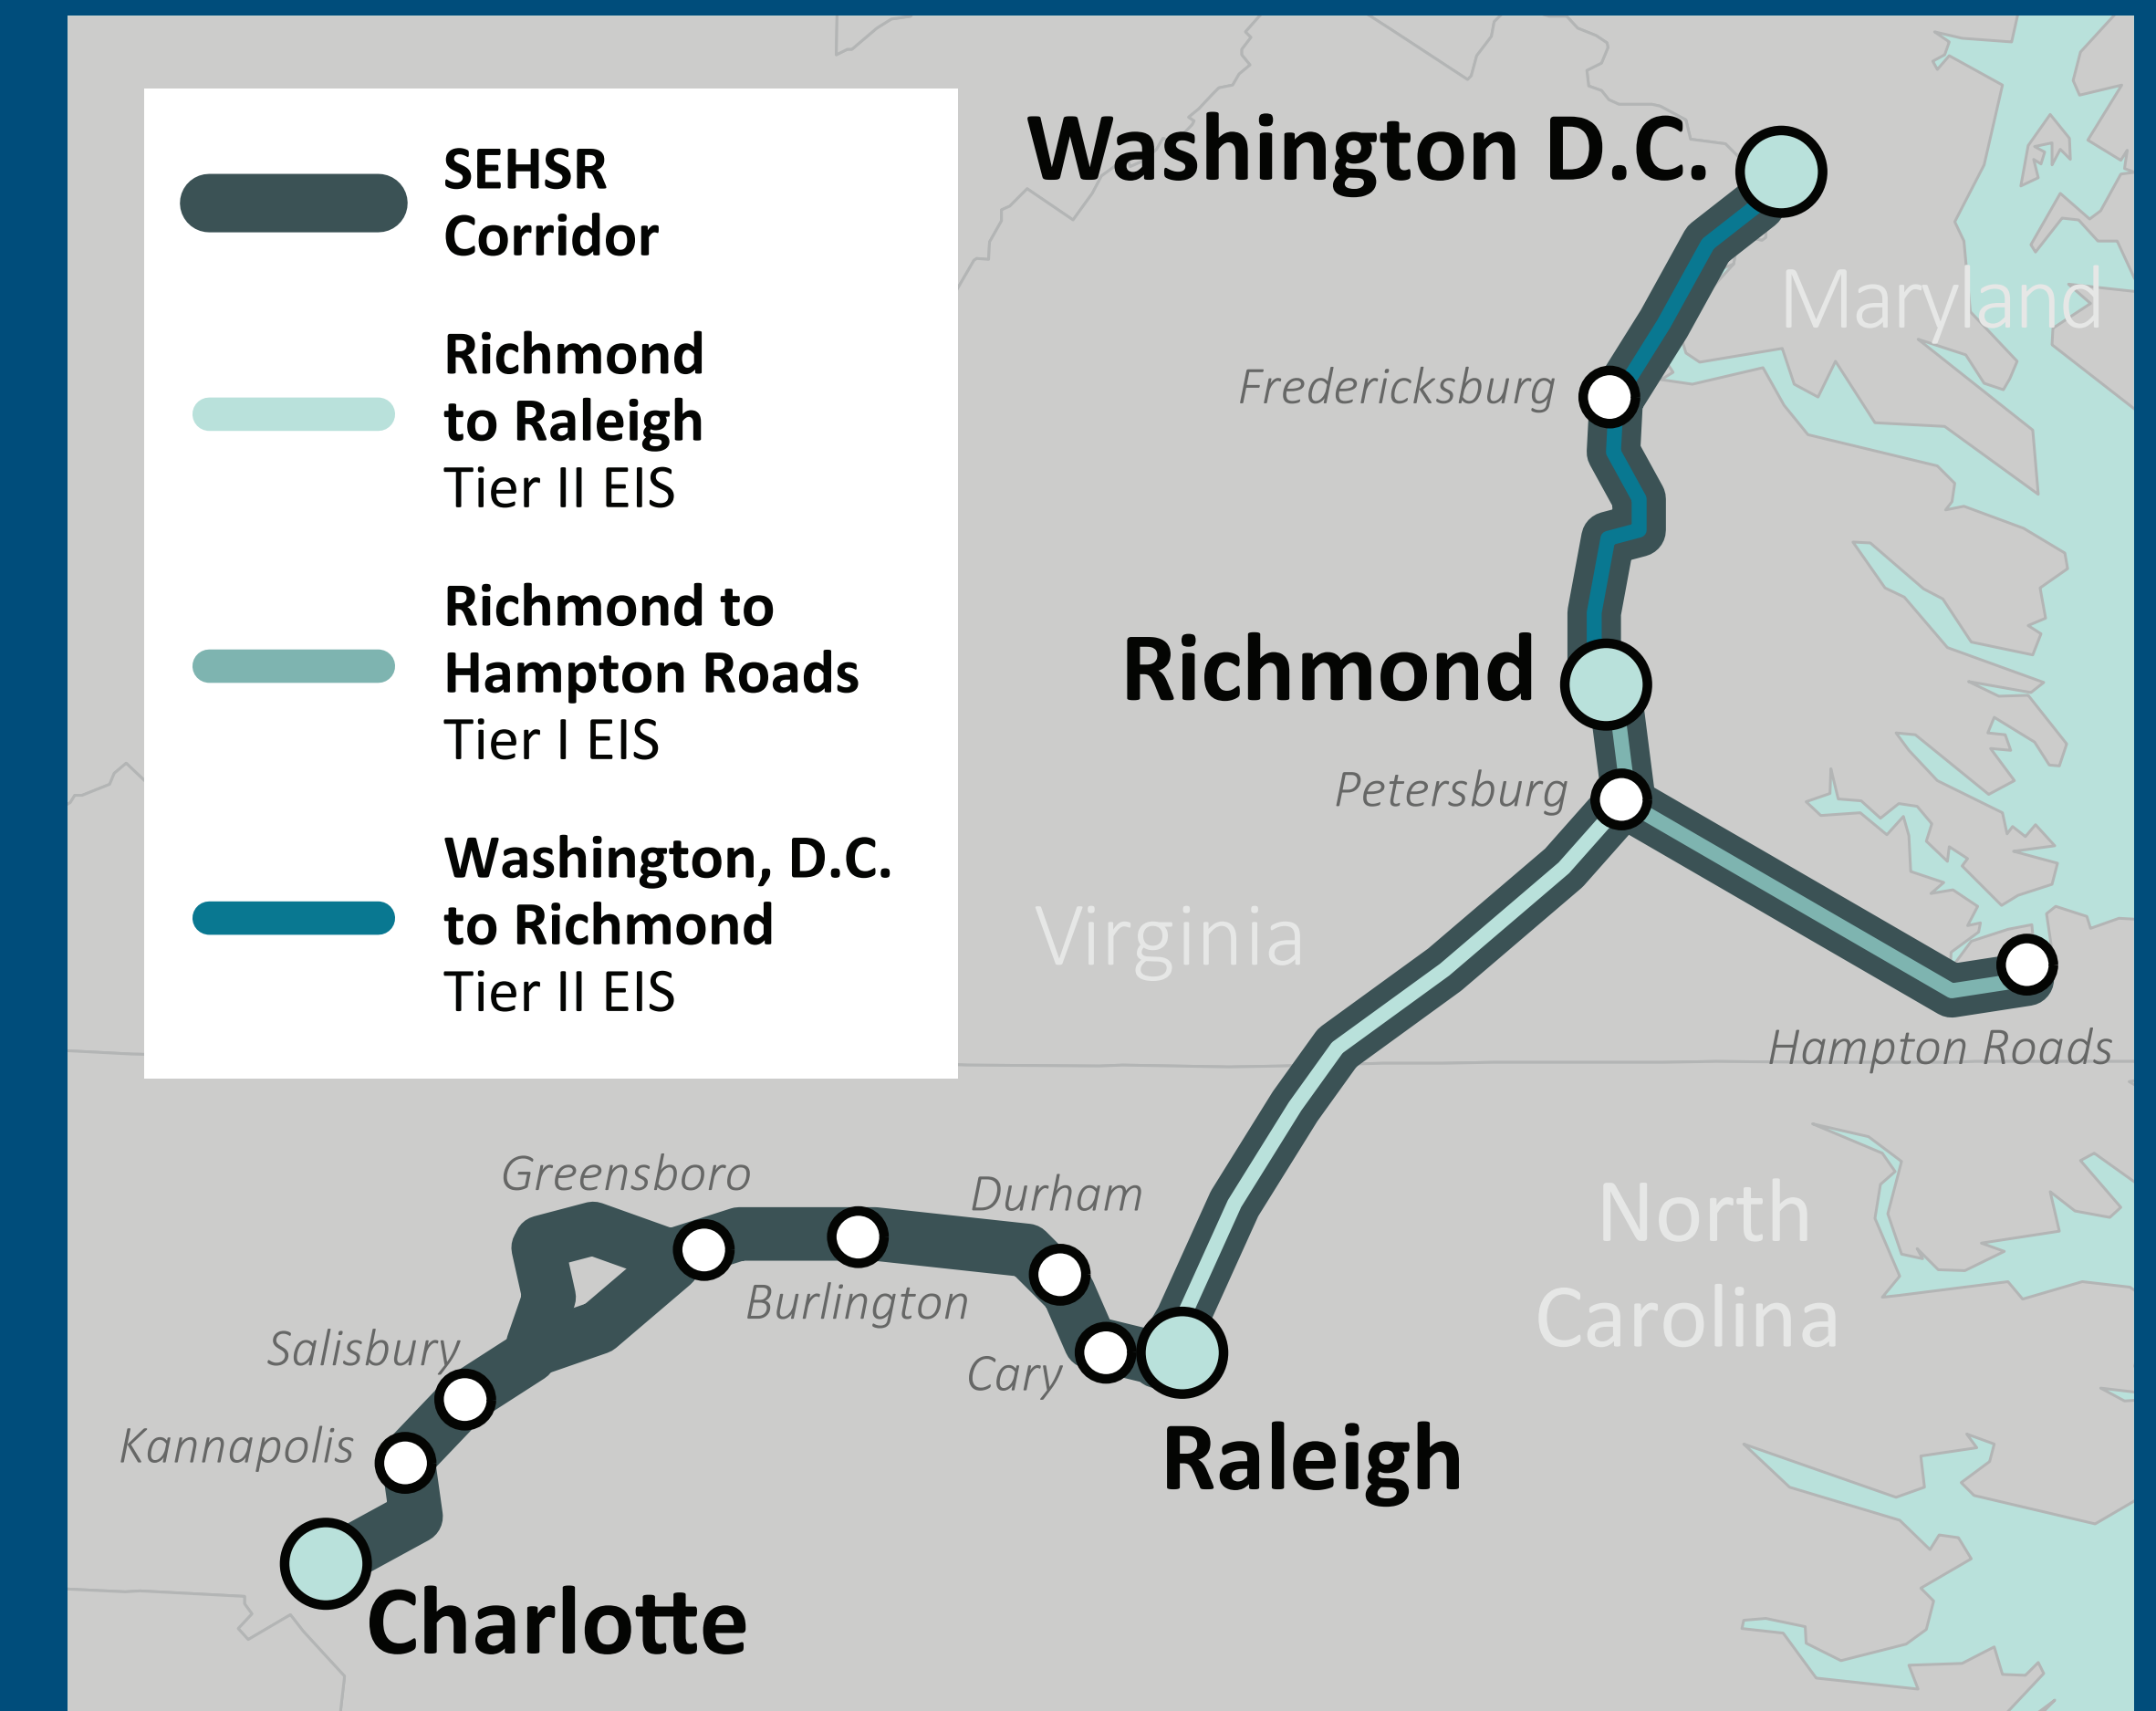 SEHSR
Corridor
Richmond
to Raleigh
Tier II EIS
Richmond to
Hampton Roads
Tier I EIS
Washington, D.C.
to Richmond
Tier II EIS
Washington D.C.
Maryland
Fredericksburg
Richmond
Petersburg
Virginia
Hampton Roads
Greensboro
Durham
North
Carolina
Burlington
Salisbury
Cary
Kannapolis
Raleigh
Charlotte